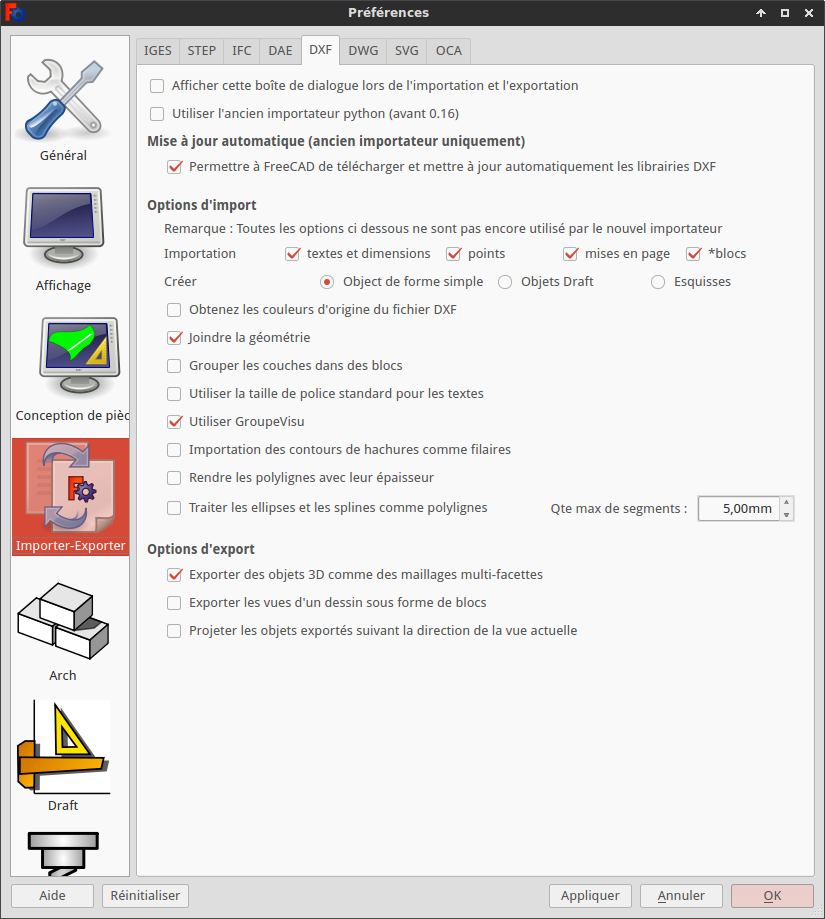 Préférences
Général
Affichage
Conception de pièc
Importer-Exporter
Arch
Draft
IGES STEP IFC DAE DXF DWG SVG OCA
Afficher cette boîte de dialogue lors de l'importation et l'exportation
Utiliser l'ancien importateur python (avant 0.16)
Mise à jour automatique (ancien importateur uniquement)
Permettre à FreeCAD de télécharger et mettre à jour automatiquement les librairies DXF
Options d'import
Remarque : Toutes les options ci dessous ne sont pas encore utilisé par le nouvel importateur
Importation textes et dimensions points mises en page *blocs
Créer Object de forme simple Objets Draft Esquisses
Obtenez les couleurs d'origine du fichier DXF
Joindre la géométrie
Grouper les couches dans des blocs
Utiliser la taille de police standard pour les textes
Utiliser GroupeVisu
Importation des contours de hachures comme filaires
Rendre les polylignes avec leur épaisseur
Traiter les ellipses et les splines comme polylignes Qte max de segments : 5,00mm
Options d'export
Exporter des objets 3D comme des maillages multi-facettes
Exporter les vues d'un dessin sous forme de blocs
Projeter les objets exportés suivant la direction de la vue actuelle
Aide Réinitialiser Appliquer Annuler OK